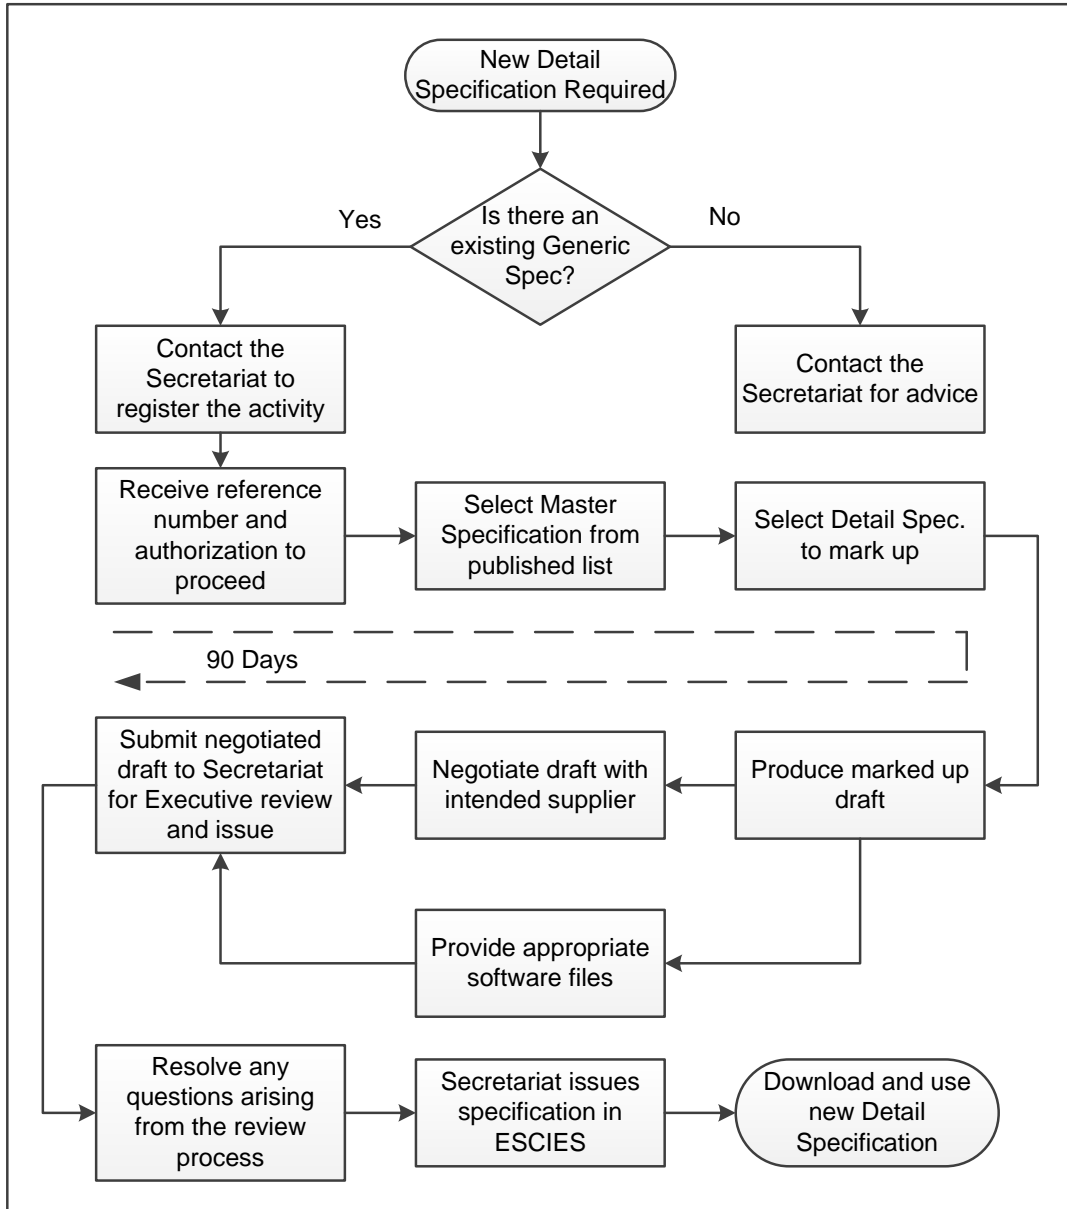 New Detail
Specification Required
Is there an
existing Generic
Spec?
Yes
No
Contact the
Secretariat to
register the activity
Contact the
Secretariat for advice
Receive reference
number and
authorization to
proceed
Select Master
Specification from
published list
Select Detail Spec.
to mark up
90 Days
Submit negotiated
draft to Secretariat
for Executive review
and issue
Negotiate draft with
intended supplier
Produce marked up
draft
Provide appropriate
software files
Resolve any
questions arising
from the review
process
Secretariat issues
specification in
ESCIES
Download and use
new Detail
Specification